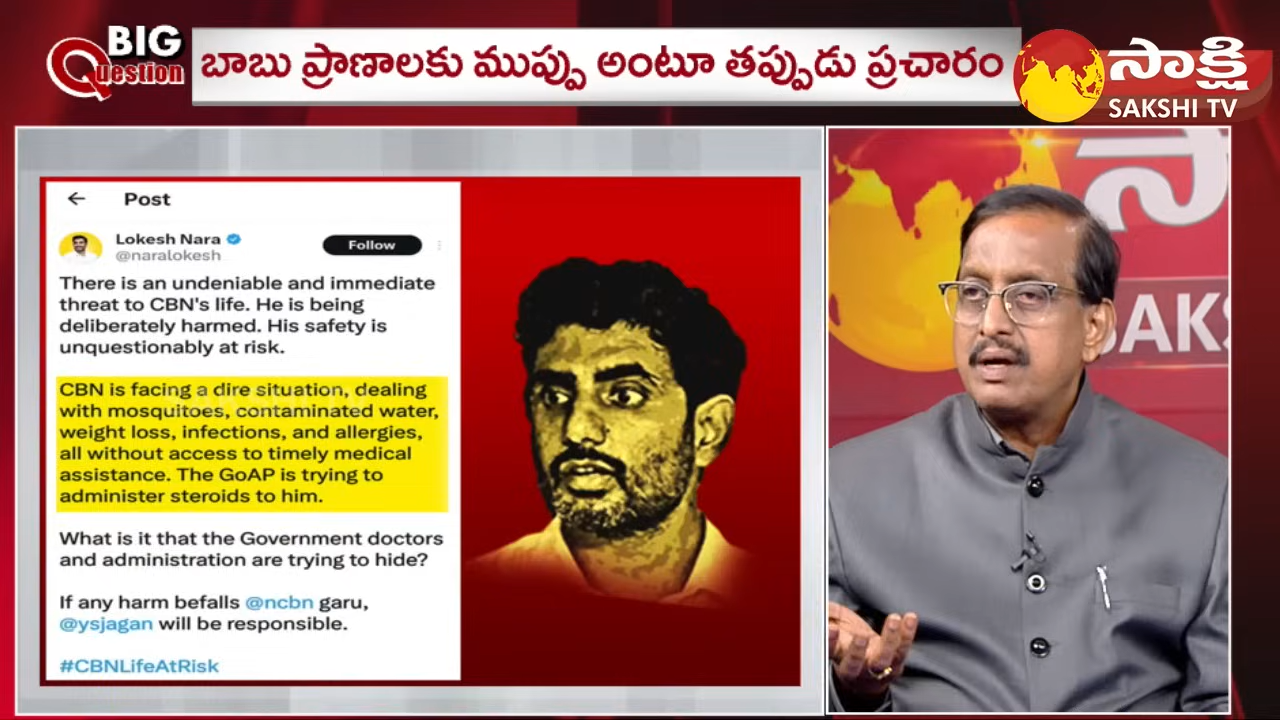 BIG
Question
బాబు ప్రాణాలకు ముప్పు అంటూ తప్పుడు ప్రచారం
సాక్షి
SAKSHI TV
Post
Lokesh Nara
@naralokesh
Follow
There is an undeniable and immediate
threat to CBN's life. He is being
deliberately harmed. His safety is
unquestionably at risk.
CBN is facing a dire situation, dealing
with mosquitoes, contaminated water,
weight loss, infections, and allergies,
all without access to timely medical
assistance. The GoAP is trying to
administer steroids to him.
What is it that the Government doctors
and administration are trying to hide?
If any harm befalls @ncbn garu,
@ysjagan will be responsible.
#CBNLifeAtRisk
సా
SAK